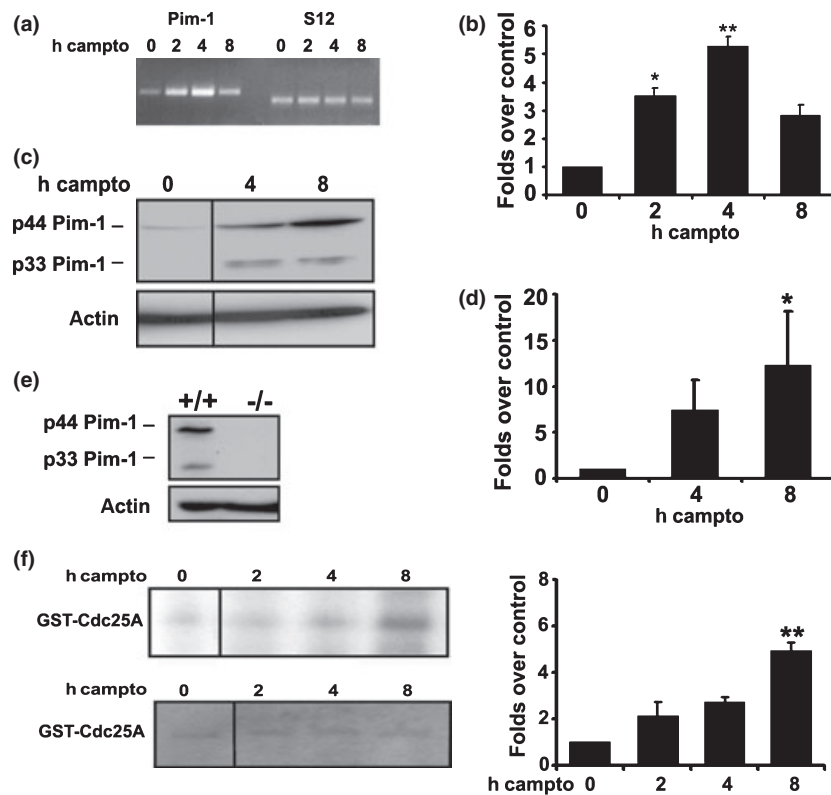 (a)
Pim-1 S12
h campto 0 2 4 8 0 2 4 8
(b)
Folds over control
6
5
4
3
2
1
0
* **
0 2 4 8
h campto
(c)
h campto 0 4 8
p44 Pim-1 –
p33 Pim-1 –
Actin
(d)
Folds over control
20
15
10
5
0
*
0 4 8
h campto
(e)
+/+ -/-
p44 Pim-1 –
p33 Pim-1 –
Actin
(f)
h campto 0 2 4 8
GST-Cdc25A
h campto 0 2 4 8
GST-Cdc25A
Folds over control
8
6
4
2
0
**
h campto 0 2 4 8